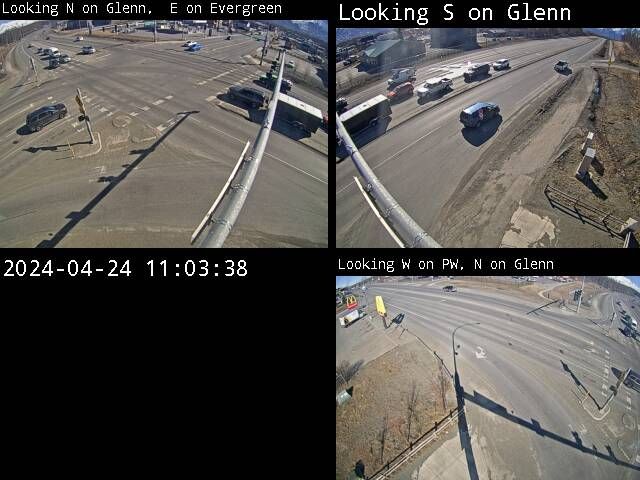 Looking N on Glenn, E on Evergreen
Looking S on Glenn
2024-04-24 11:03:38
Looking W on PW, N on Glenn